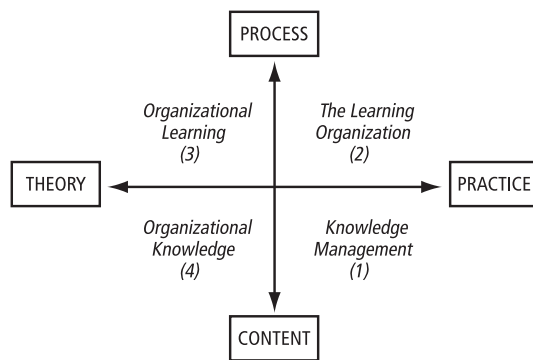 PROCESS
Organizational
Learning
(3)
The Learning
Organization
(2)
THEORY
PRACTICE
Organizational
Knowledge
(4)
Knowledge
Management
(1)
CONTENT